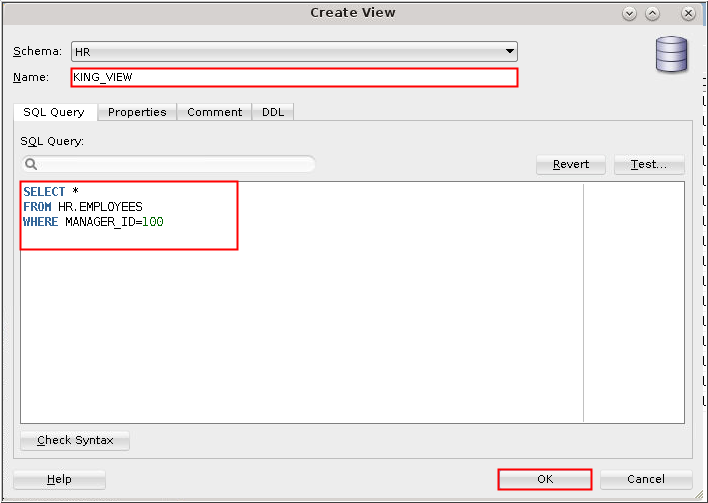 Create View
Schema: HR
Name: KING_VIEW
SQL Query Properties Comment DDL
SQL Query:
Revert Test...
SELECT *
FROM HR.EMPLOYEES
WHERE MANAGER_ID=100
Check Syntax
Help OK Cancel